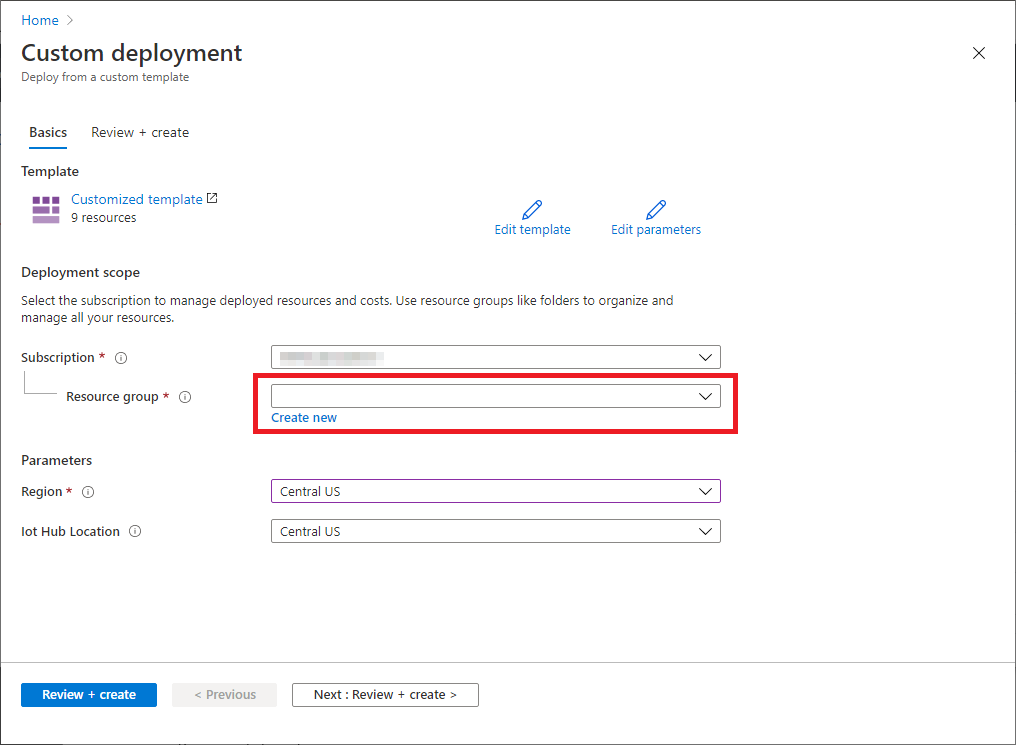 Home >
Custom deployment
Deploy from a custom template
Basics Review + create
Template
Customized template
9 resources
Edit template Edit parameters
Deployment scope
Select the subscription to manage deployed resources and costs. Use resource groups like folders to organize and
manage all your resources.
Subscription *
Resource group *
Create new
Parameters
Region * Central US
Iot Hub Location Central US
Review + create < Previous Next : Review + create >